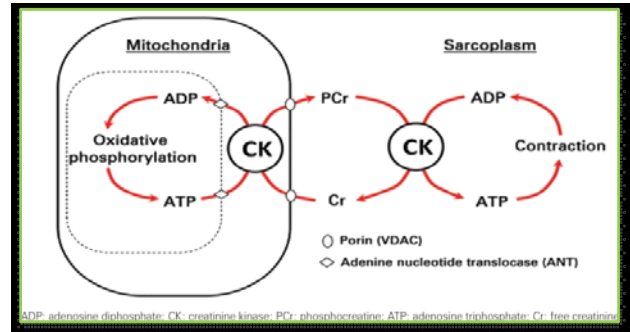 Mitochondria
Sarcoplasm
ADP
PCr
ADP
Oxidative
phosphorylation
CK
CK
Contraction
ATP
Cr
ATP
Porin (VDAC)
Adenine nucleotide translocase (ANT)
ADP: adenosine diphosphate; CK: creatinine kinase; PCr: phosphocreatine; ATP: adenosine triphosphate; Cr: free creatinine